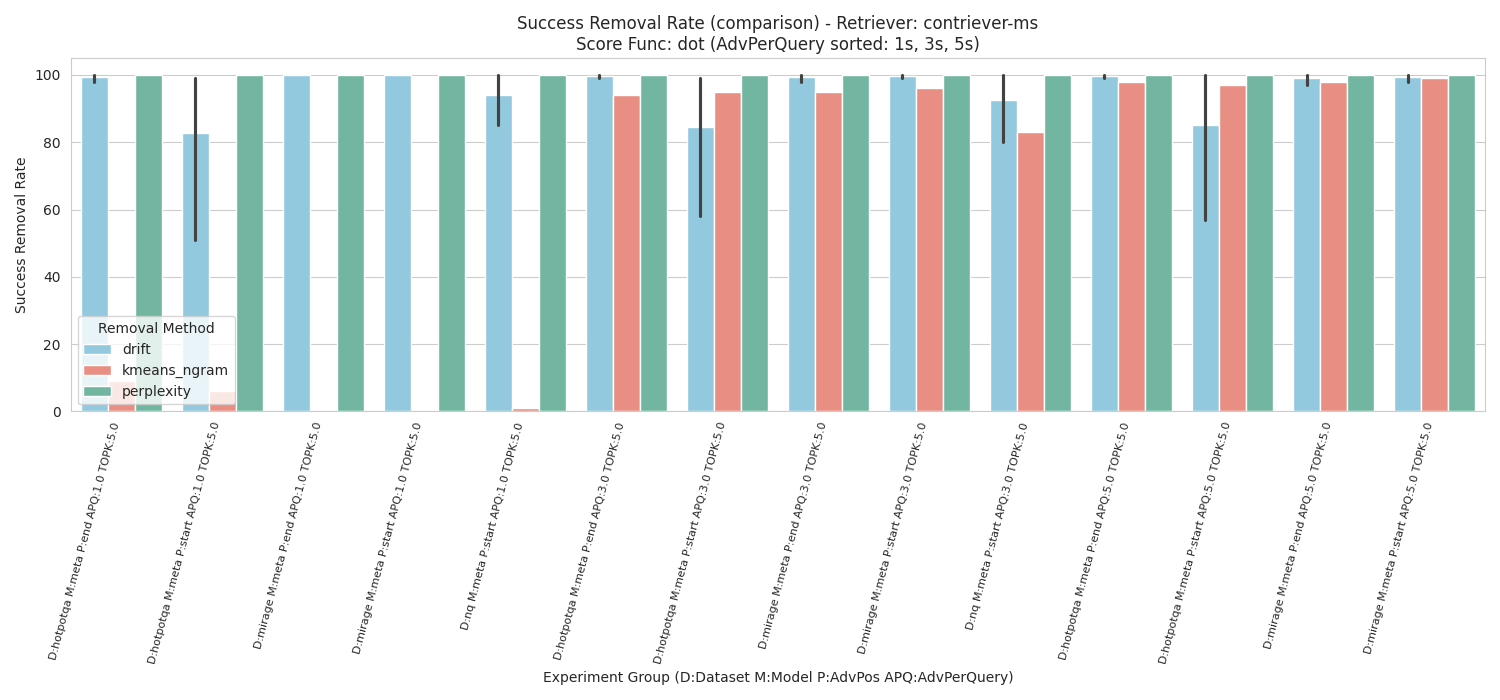 Success Removal Rate (comparison) - Retriever: contriever-ms
Score Func: dot (AdvPerQuery sorted: 1s, 3s, 5s)
Success Removal Rate
100
80
60
40
20
0
Removal Method
drift
kmeans_ngram
perplexity
D:hotpotqa M:meta P:end APQ:1.0 TOPK:5.0
D:hotpotqa M:meta P:start APQ:1.0 TOPK:5.0
D:mirage M:meta P:end APQ:1.0 TOPK:5.0
D:mirage M:meta P:start APQ:1.0 TOPK:5.0
D:nq M:meta P:start APQ:1.0 TOPK:5.0
D:hotpotqa M:meta P:end APQ:3.0 TOPK:5.0
D:hotpotqa M:meta P:start APQ:3.0 TOPK:5.0
D:mirage M:meta P:end APQ:3.0 TOPK:5.0
D:mirage M:meta P:start APQ:3.0 TOPK:5.0
D:nq M:meta P:start APQ:3.0 TOPK:5.0
D:hotpotqa M:meta P:end APQ:5.0 TOPK:5.0
D:hotpotqa M:meta P:start APQ:5.0 TOPK:5.0
D:mirage M:meta P:end APQ:5.0 TOPK:5.0
D:mirage M:meta P:start APQ:5.0 TOPK:5.0
Experiment Group (D:Dataset M:Model P:AdvPos APQ:AdvPerQuery)